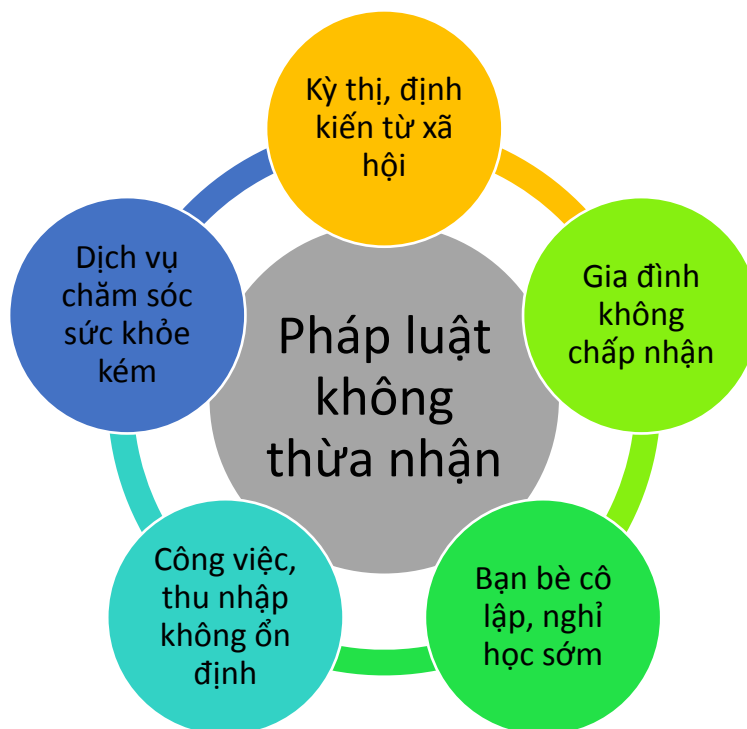 Kỳ thị, định
kiến từ xã
hội
Gia đình
không
chấp nhận
Bạn bè cô
lập, nghỉ
học sớm
Công việc,
thu nhập
không ổn
định
Dịch vụ
chăm sóc
sức khỏe
kém
Pháp luật
không
thừa nhận